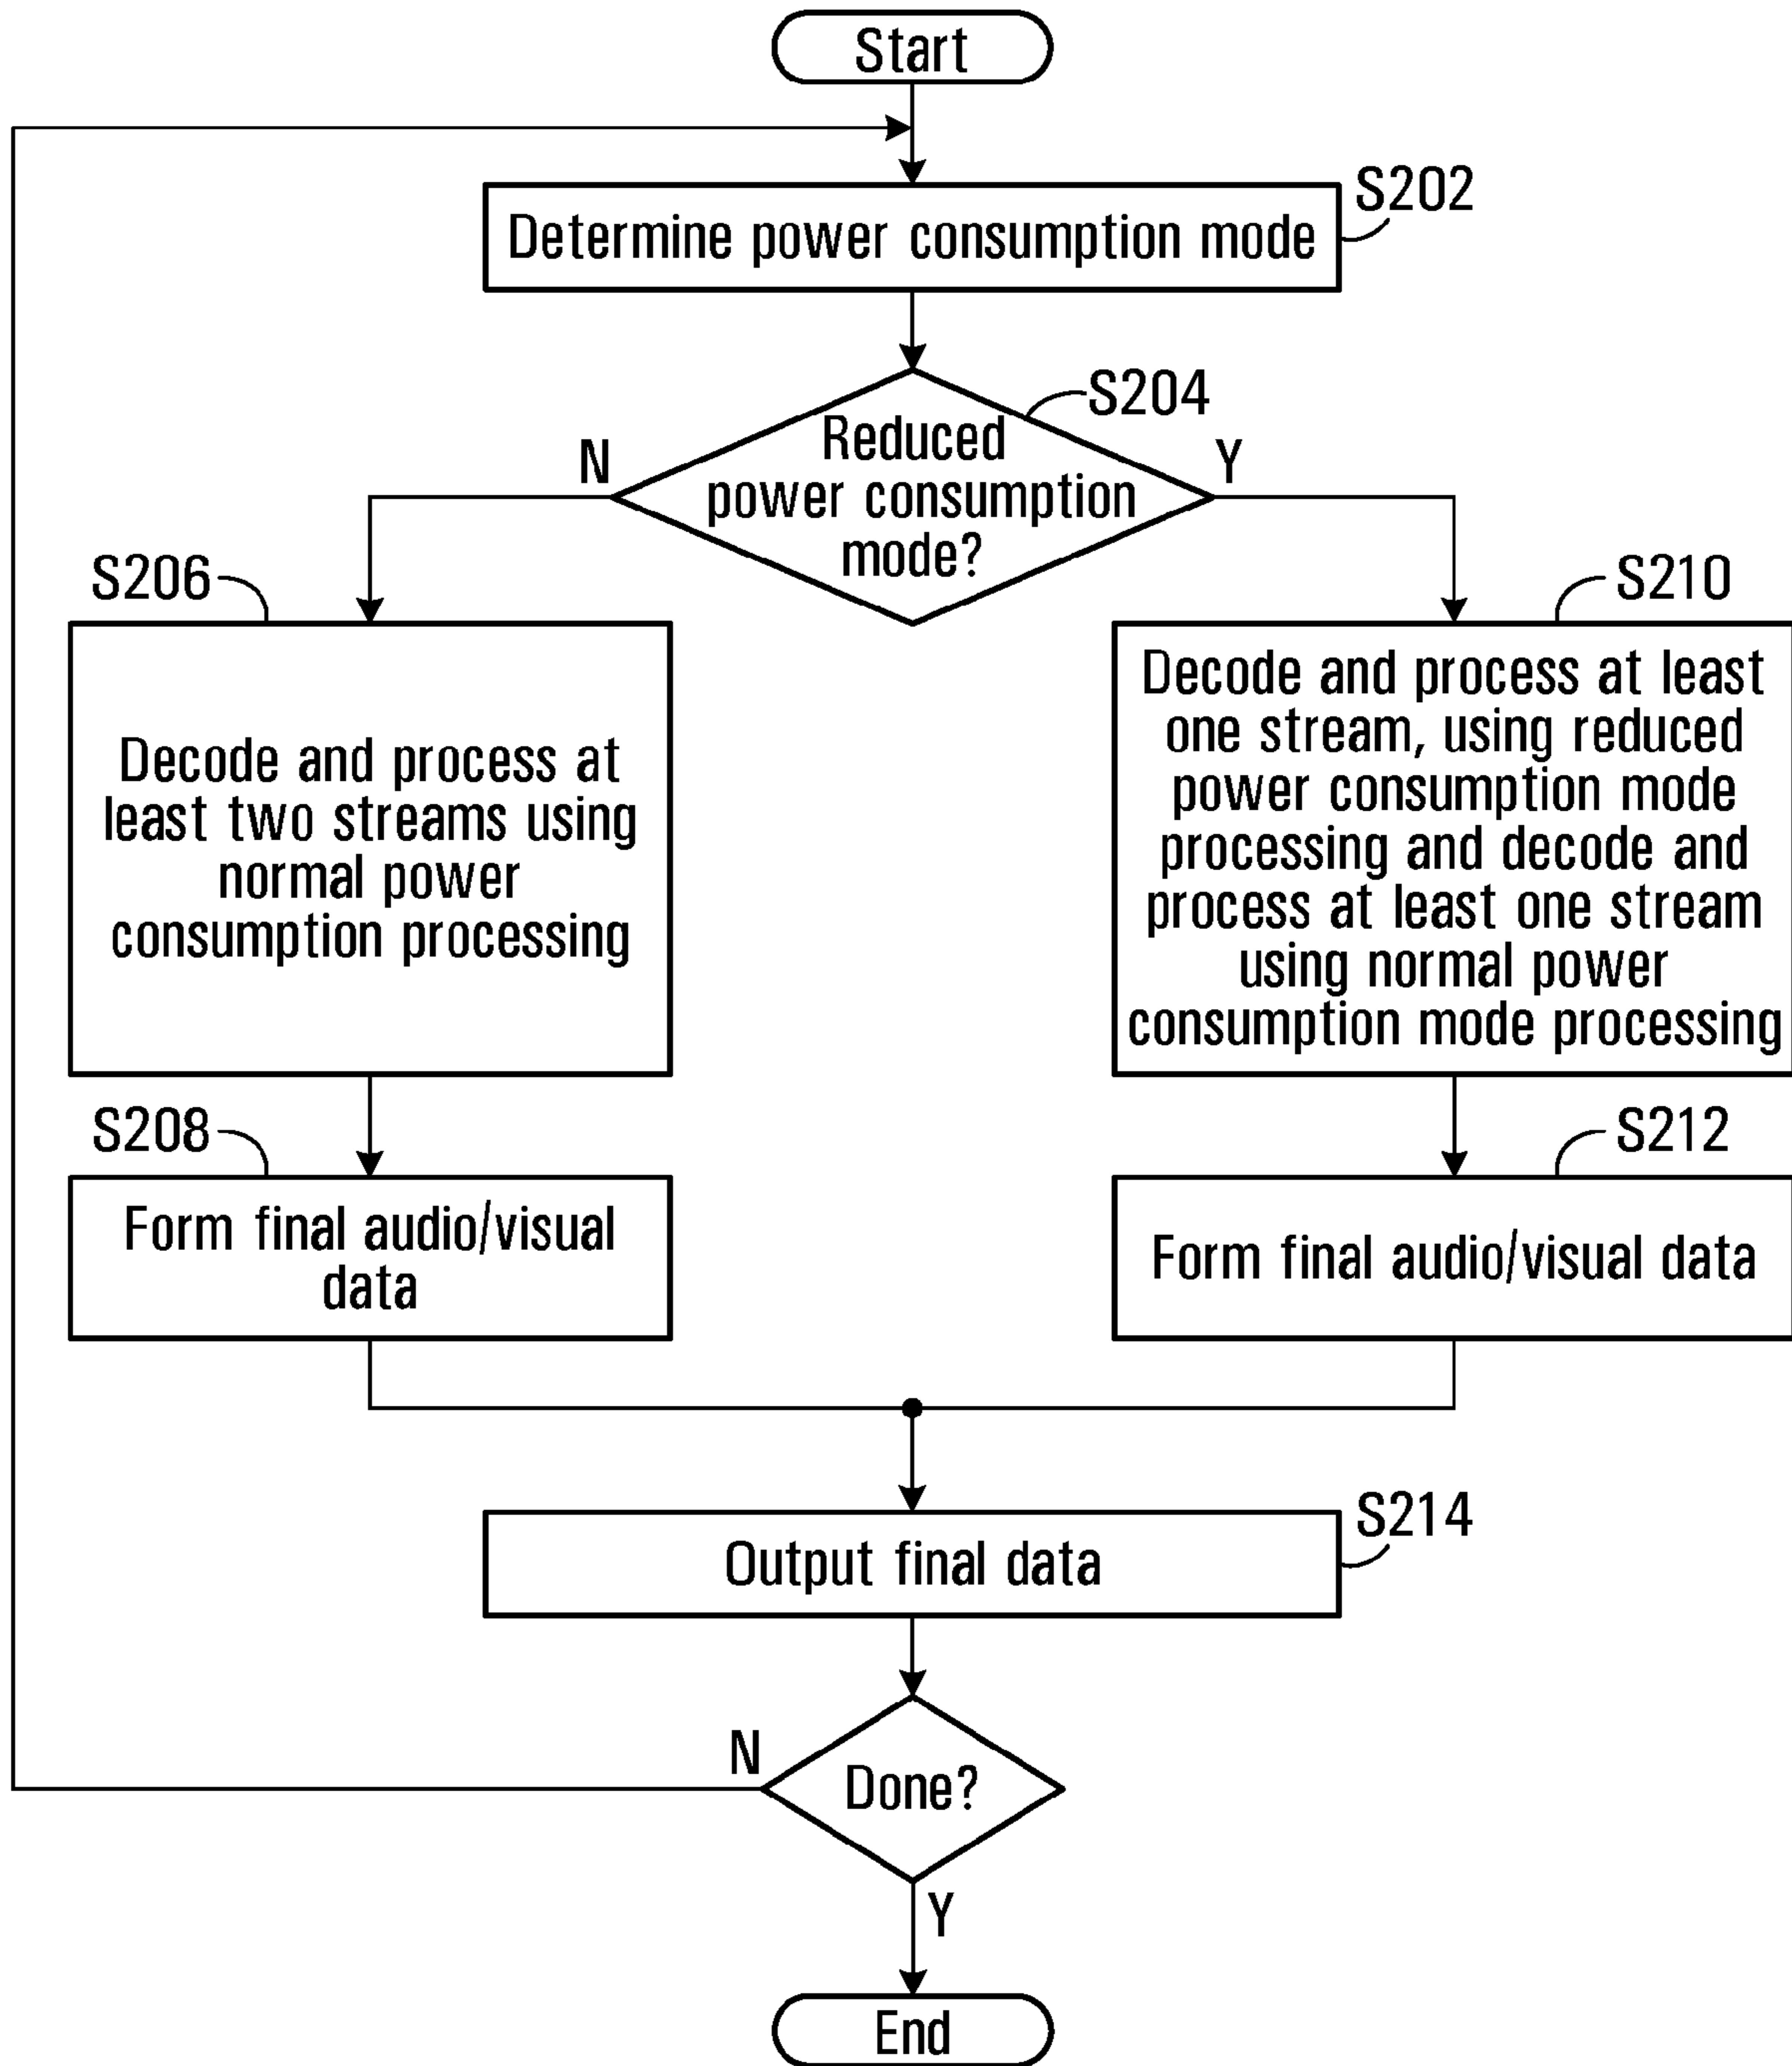 Start
S202
Determine power consumption mode
S204
Reduced
power consumption
mode?
N
Y
S206
Decode and process at
least two streams using
normal power
consumption processing
S210
Decode and process at least
one stream, using reduced
power consumption mode
processing and decode and
process at least one stream
using normal power
consumption mode processing
S208
Form final audio/visual
data
S212
Form final audio/visual data
S214
Output final data
N
Done?
Y
End